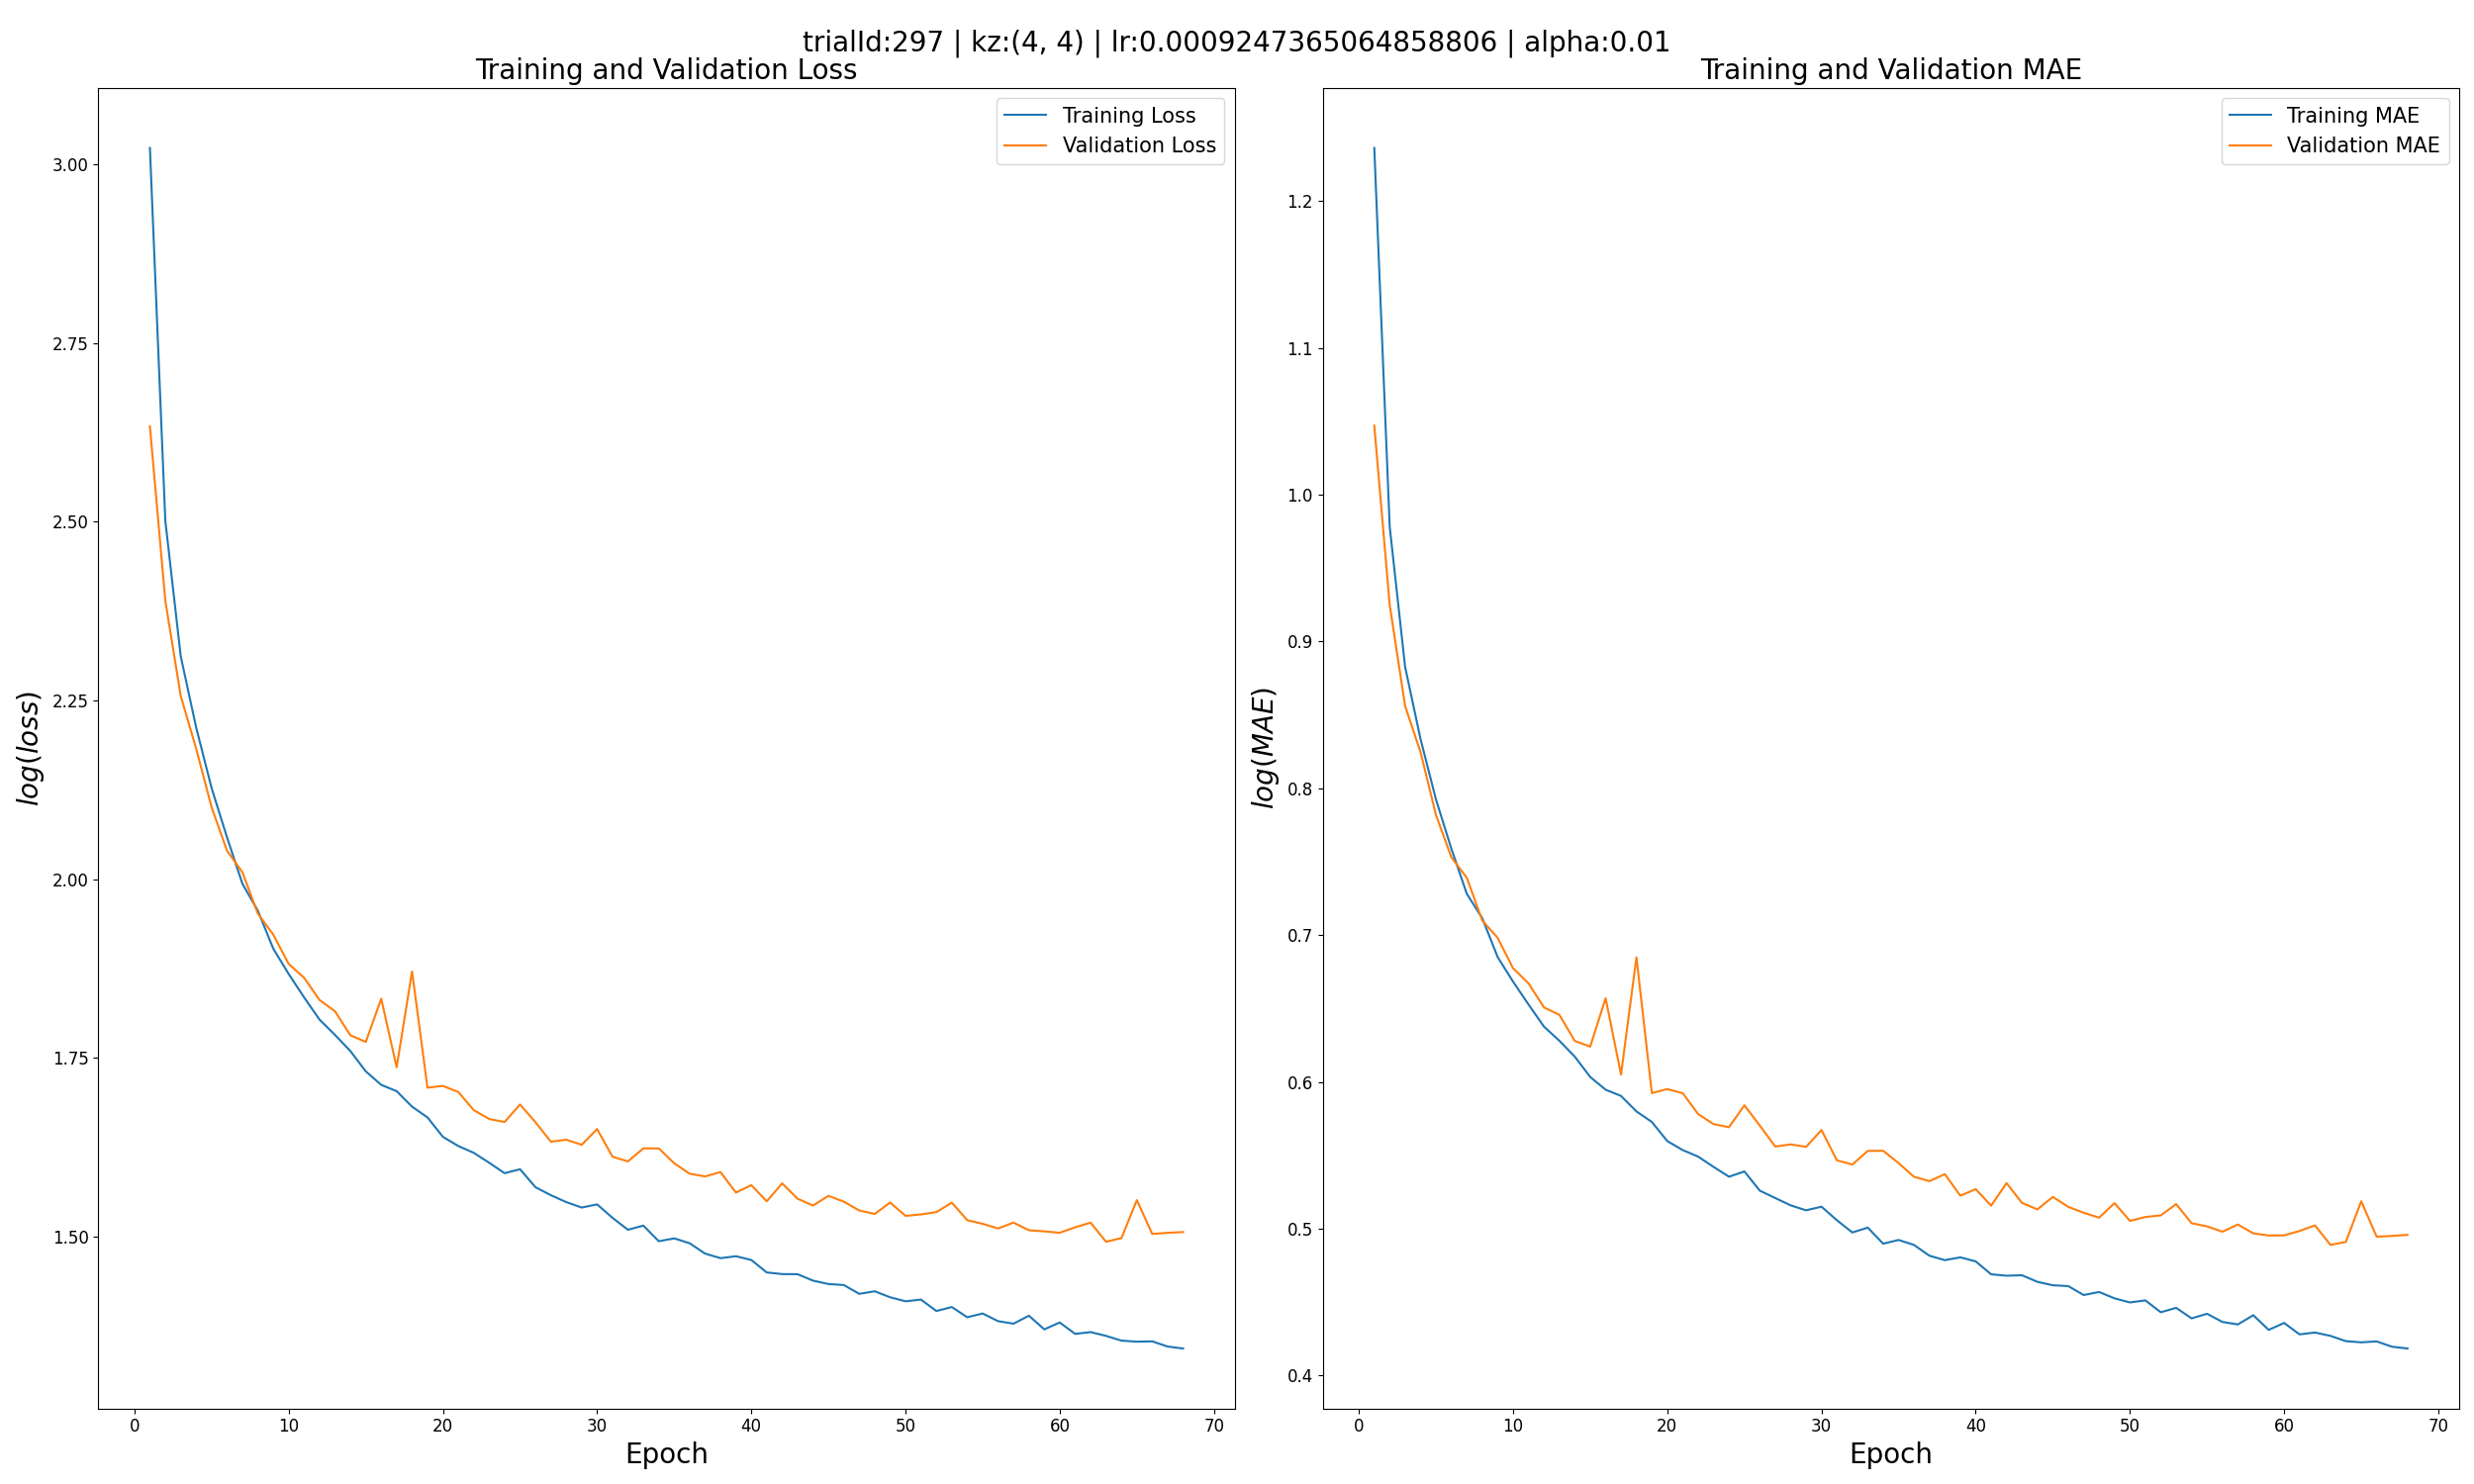 trialId:297 | kz:(4, 4) | lr:0.0009247365064858806 | alpha:0.01
Training and Validation Loss
Training Loss
Validation Loss
3.00
2.75
2.50
2.25
2.00
1.75
1.50
log(loss)
0 10 20 30 40 50 60 70
Epoch
Training and Validation MAE
Training MAE
Validation MAE
1.2
1.1
1.0
0.9
0.8
0.7
0.6
0.5
0.4
log(MAE)
0 10 20 30 40 50 60 70
Epoch